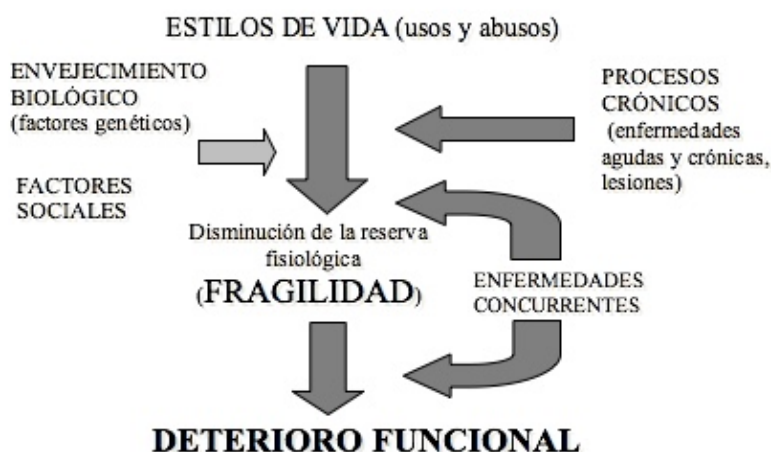 ESTILOS DE VIDA (usos y abusos)
ENVEJECIMIENTO
BIOLÓGICO
(factores genéticos)
FACTORES
SOCIALES
PROCESOS
CRÓNICOS
(enfermedades
agudas y crónicas,
lesiones)
Disminución de la reserva
fisiológica
(FRAGILIDAD)
ENFERMEDADES
CONCURRENTES
DETERIORO FUNCIONAL